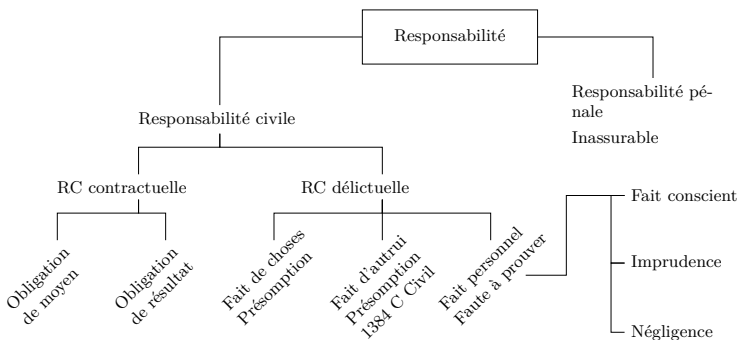 Responsabilité
Responsabilité pé-
nale
Inassurable
Responsabilité civile
RC contractuelle
RC délictuelle
Obligation
de moyen
Obligation
de résultat
Fait de choses
Présomption
Fait d'autrui
Présomption
1384 C Civil
Fait personnel
Faute à prouver
Fait conscient
Imprudence
Négligence